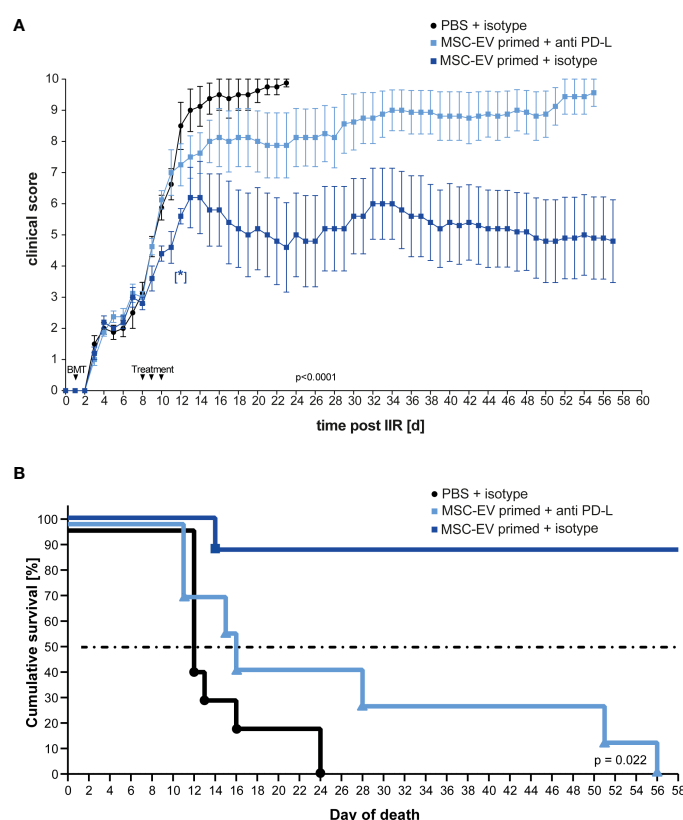 A
PBS + isotype
MSC-EV primed + anti PD-L
MSC-EV primed + isotype
10
9
8
7
6
5
4
3
2
1
0
clinical score
[*]
BMT
Treatment
p<0.0001
0 2 4 6 8 10 12 14 16 18 20 22 24 26 28 30 32 34 36 38 40 42 44 46 48 50 52 54 56 58 60
time post IIR [d]
B
PBS + isotype
MSC-EV primed + anti PD-L
MSC-EV primed + isotype
100
90
80
70
60
50
40
30
20
10
0
Cumulative survival [%]
p = 0.022
0 2 4 6 8 10 12 14 16 18 20 22 24 26 28 30 32 34 36 38 40 42 44 46 48 50 52 54 56 58
Day of death